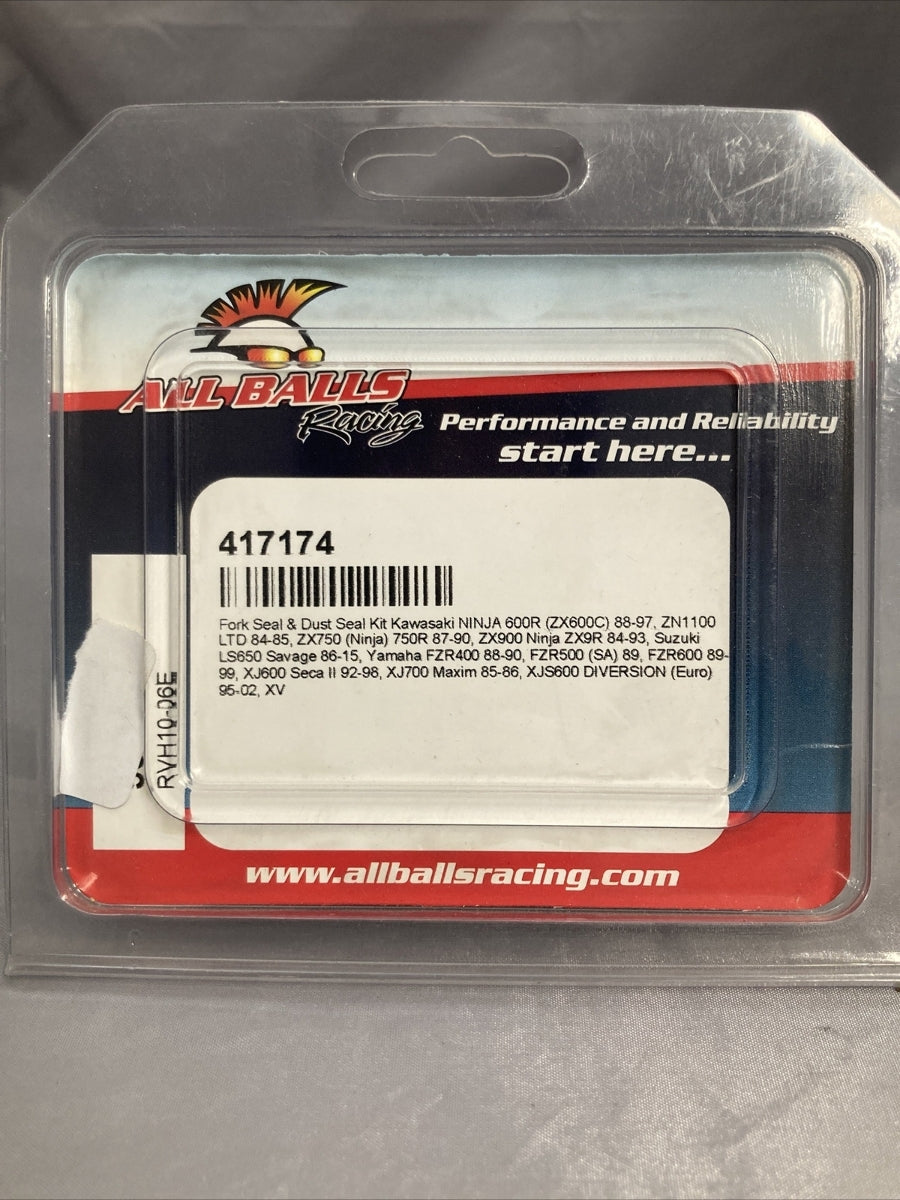 ALL BALLS
Racing
Performance and Reliability
start here...
417174
Fork Seal & Dust Seal Kit Kawasaki NINJA 600R (ZX600C) 88-97, ZN1100
LTD 84-85, ZX750 (Ninja) 750R 87-90, ZX900 Ninja ZX9R 84-93, Suzuki
LS650 Savage 86-15, Yamaha FZR400 88-90, FZR500 (SA) 89, FZR600 89-
99, XJ600 Seca II 92-98, XJ700 Maxim 85-86, XJS600 DIVERSION (Euro)
95-02, XV
RVH10-06E
www.allballsracing.com